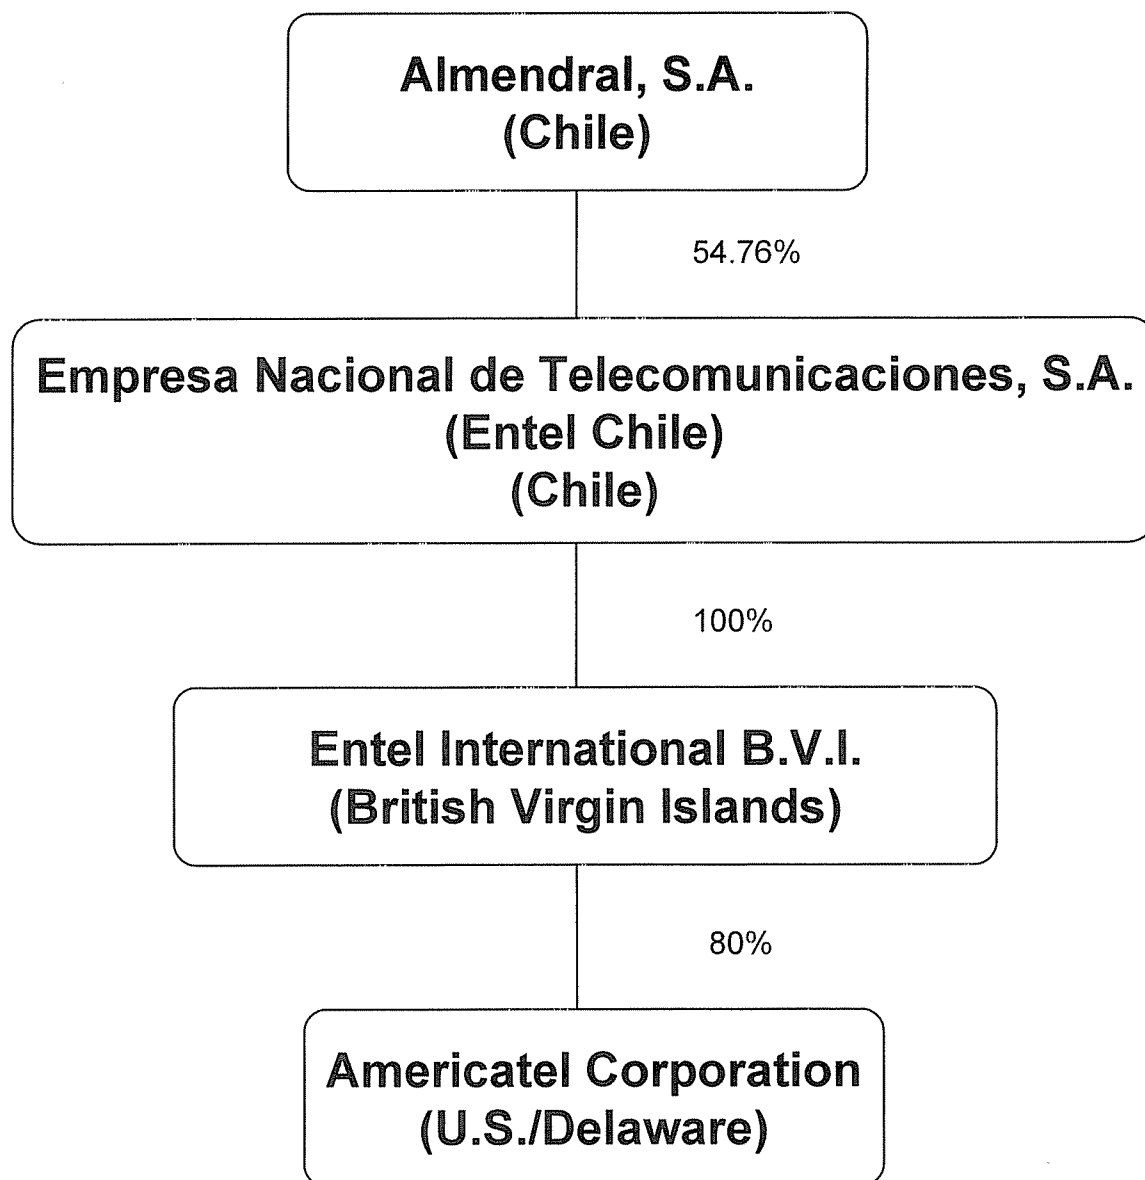 Almendral, S.A.
(Chile)
54.76%
Empresa Nacional de Telecomunicaciones, S.A.
(Entel Chile)
(Chile)
100%
Entel International B.V.I.
(British Virgin Islands)
80%
Americatel Corporation
(U.S./Delaware)